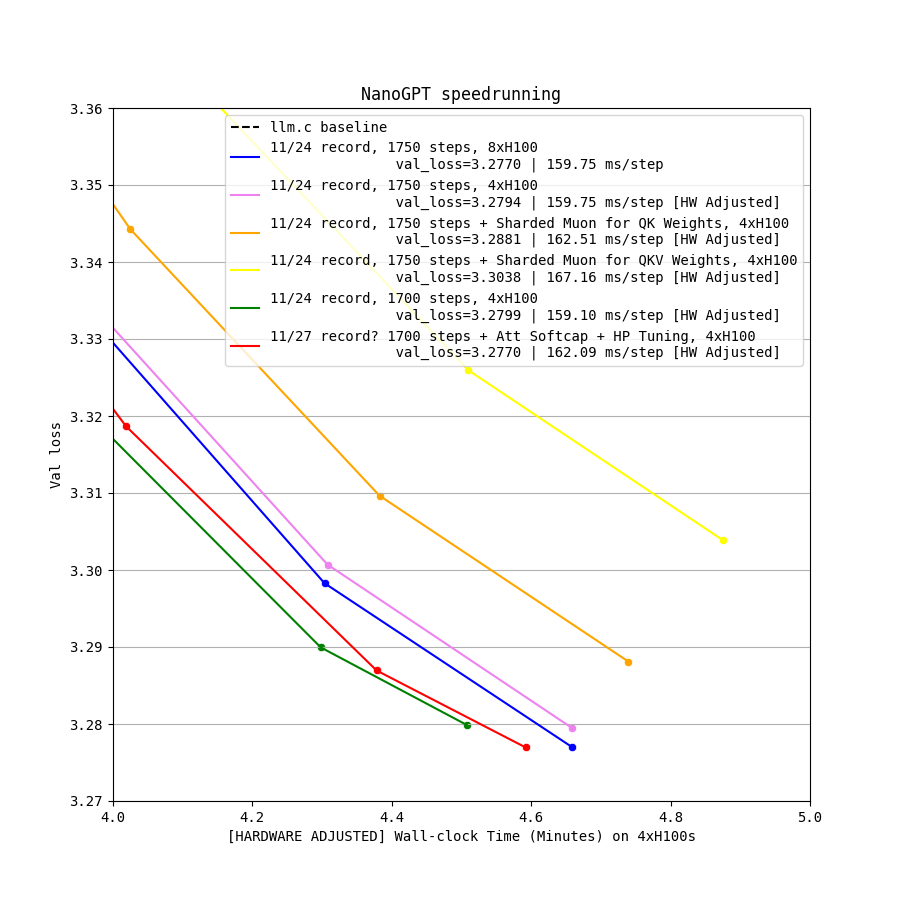 NanoGPT speedrunning
3.36
3.35
3.34
3.33
3.32
3.31
3.30
3.29
3.28
3.27
Val loss
llm.c baseline
11/24 record, 1750 steps, 8xH100
val_loss=3.2770 | 159.75 ms/step
11/24 record, 1750 steps, 4xH100
val_loss=3.2794 | 159.75 ms/step [HW Adjusted]
11/24 record, 1750 steps + Sharded Muon for QK Weights, 4xH100
val_loss=3.2881 | 162.51 ms/step [HW Adjusted]
11/24 record, 1750 steps + Sharded Muon for QKV Weights, 4xH100
val_loss=3.3038 | 167.16 ms/step [HW Adjusted]
11/24 record, 1700 steps, 4xH100
val_loss=3.2799 | 159.10 ms/step [HW Adjusted]
11/27 record? 1700 steps + Att Softcap + HP Tuning, 4xH100
val_loss=3.2770 | 162.09 ms/step [HW Adjusted]
4.0 4.2 4.4 4.6 4.8 5.0
[HARDWARE ADJUSTED] Wall-clock Time (Minutes) on 4xH100s